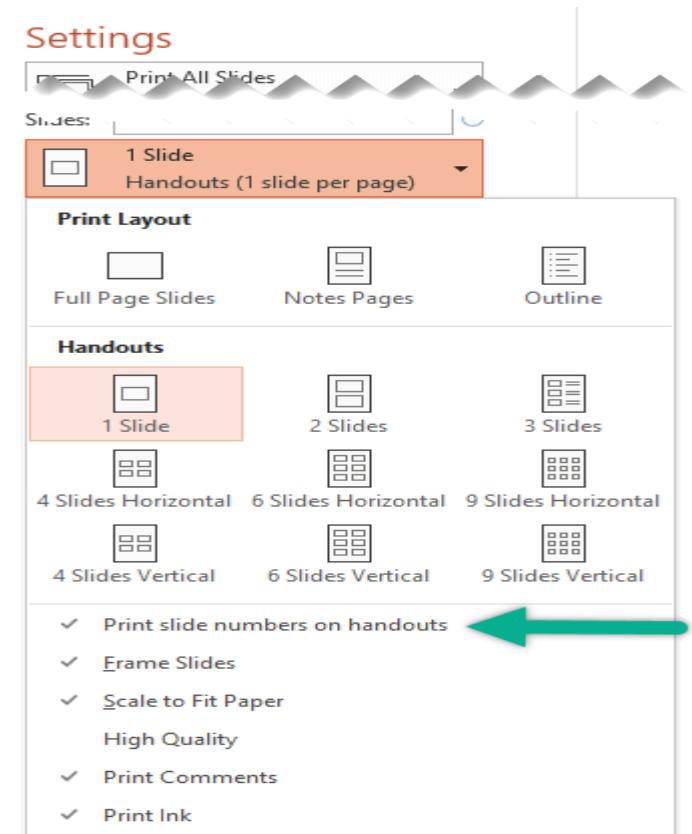 Settings
Print All Slides
Slides:
1 Slide
Handouts (1 slide per page)
Print Layout
Full Page Slides Notes Pages Outline
Handouts
1 Slide 2 Slides 3 Slides
4 Slides Horizontal 6 Slides Horizontal 9 Slides Horizontal
4 Slides Vertical 6 Slides Vertical 9 Slides Vertical
Print slide numbers on handouts
Frame Slides
Scale to Fit Paper
High Quality
Print Comments
Print Ink